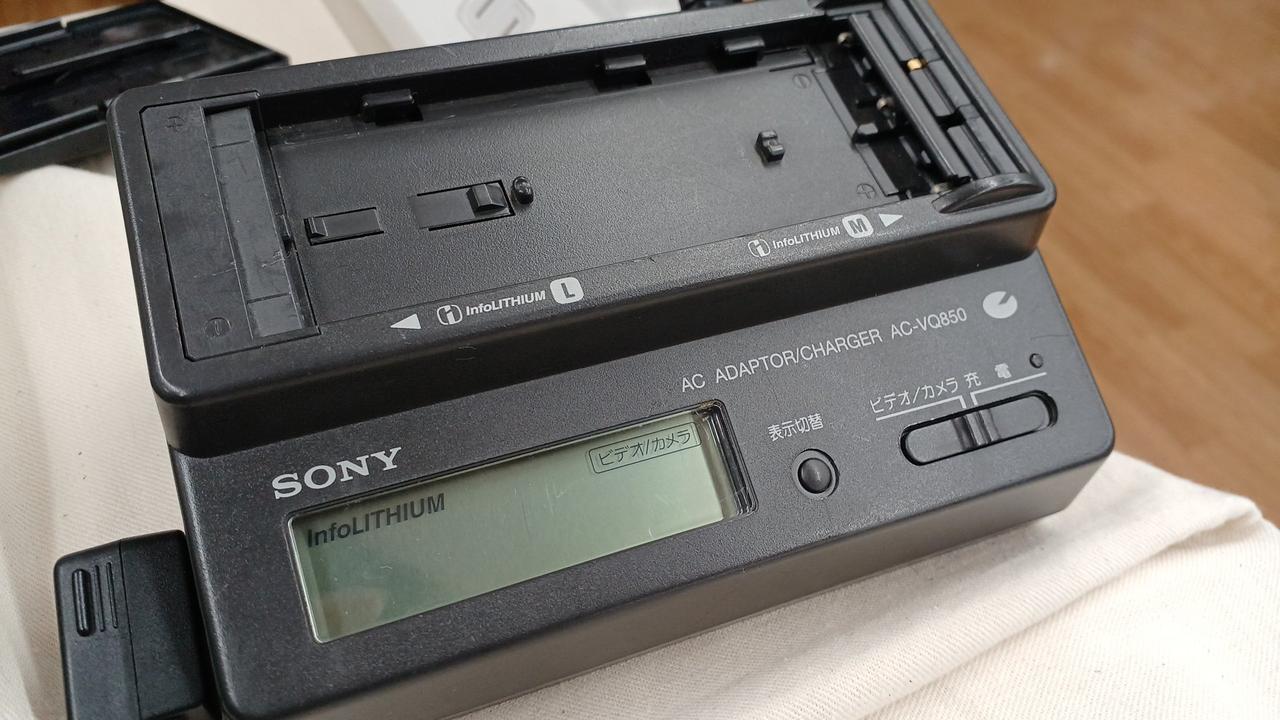 InfoLITHIUM M
InfoLITHIUM L
AC ADAPTOR/CHARGER AC-VQ850
ビデオ/カメラ 充電
表示切替
SONY
ビデオ/カメラ
InfoLITHIUM